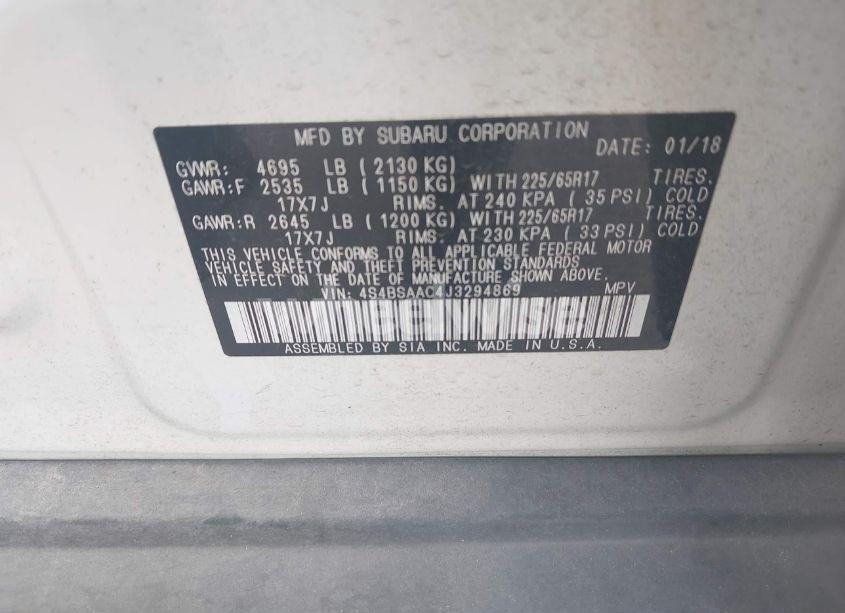 MFD BY SUBARU CORPORATION DATE: 01/18
GVWR: 4695 LB (2130 KG)
GAWR:F 2535 LB (1150 KG) WITH 225/65R17 TIRES.
17X7J RIMS. AT 240 KPA ( 35 PSI) COLD
GAWR:R 2645 LB (1200 KG) WITH 225/65R17 TIRES.
17X7J RIMS. AT 230 KPA ( 33 PSI) COLD
THIS VEHICLE CONFORMS TO ALL APPLICABLE FEDERAL MOTOR
VEHICLE SAFETY AND THEFT PREVENTION STANDARDS
IN EFFECT ON THE DATE OF MANUFACTURE SHOWN ABOVE.
VIN: 4S4BSAAC4J3294869 MPV
ASSEMBLED BY SIA INC. MADE IN U.S.A.